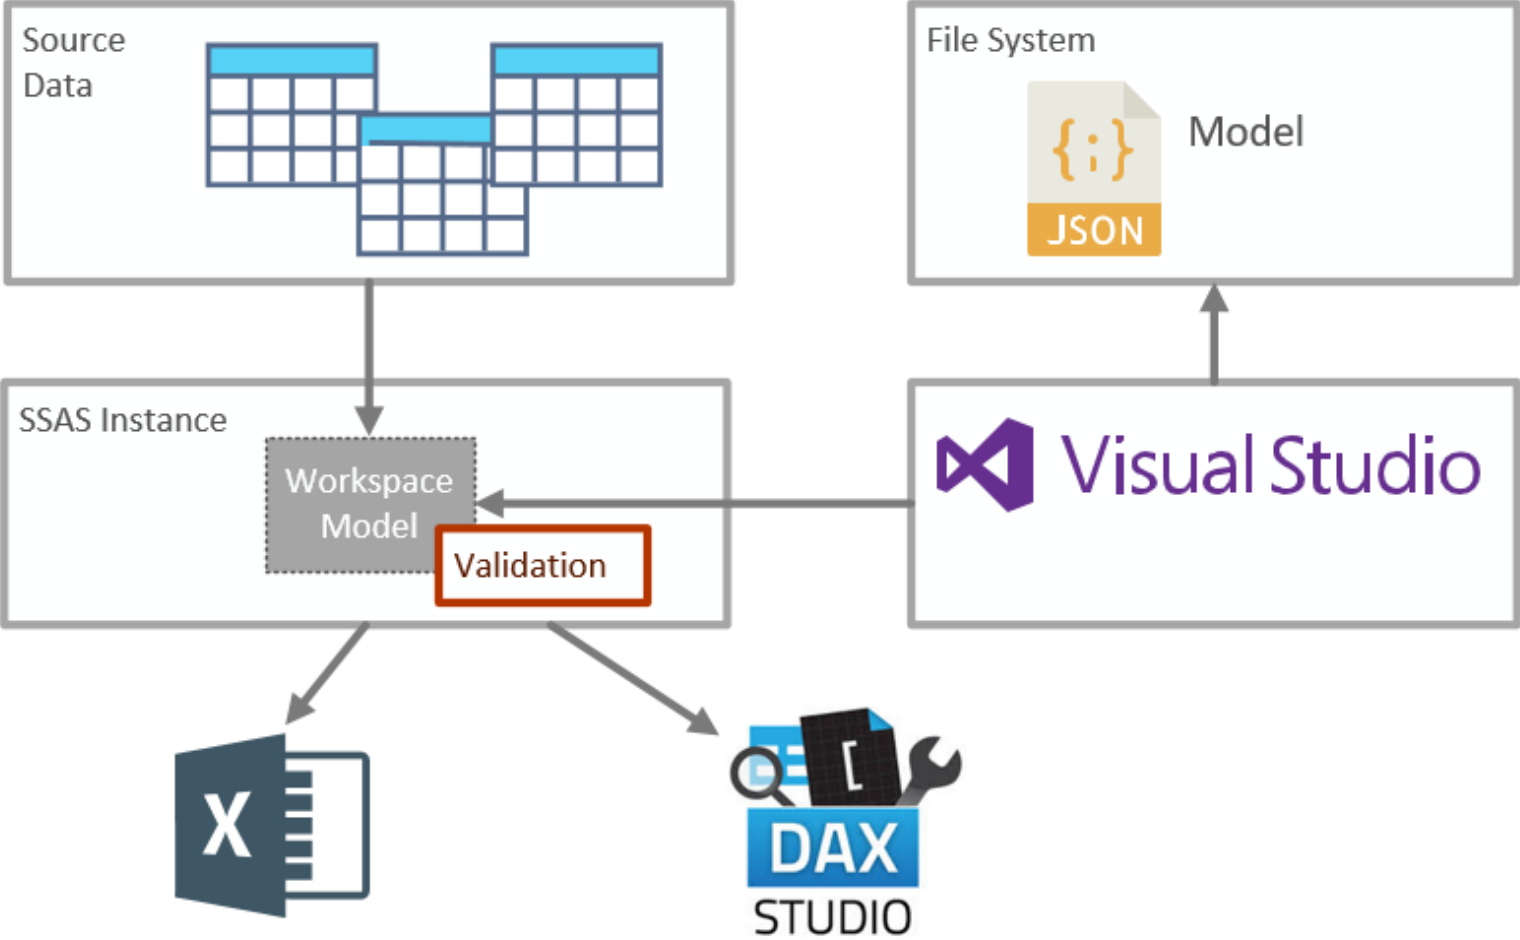 Source
Data
File System
{;}
JSON
Model
SSAS Instance
Workspace
Model
Validation
Visual Studio
X
[
DAX
STUDIO